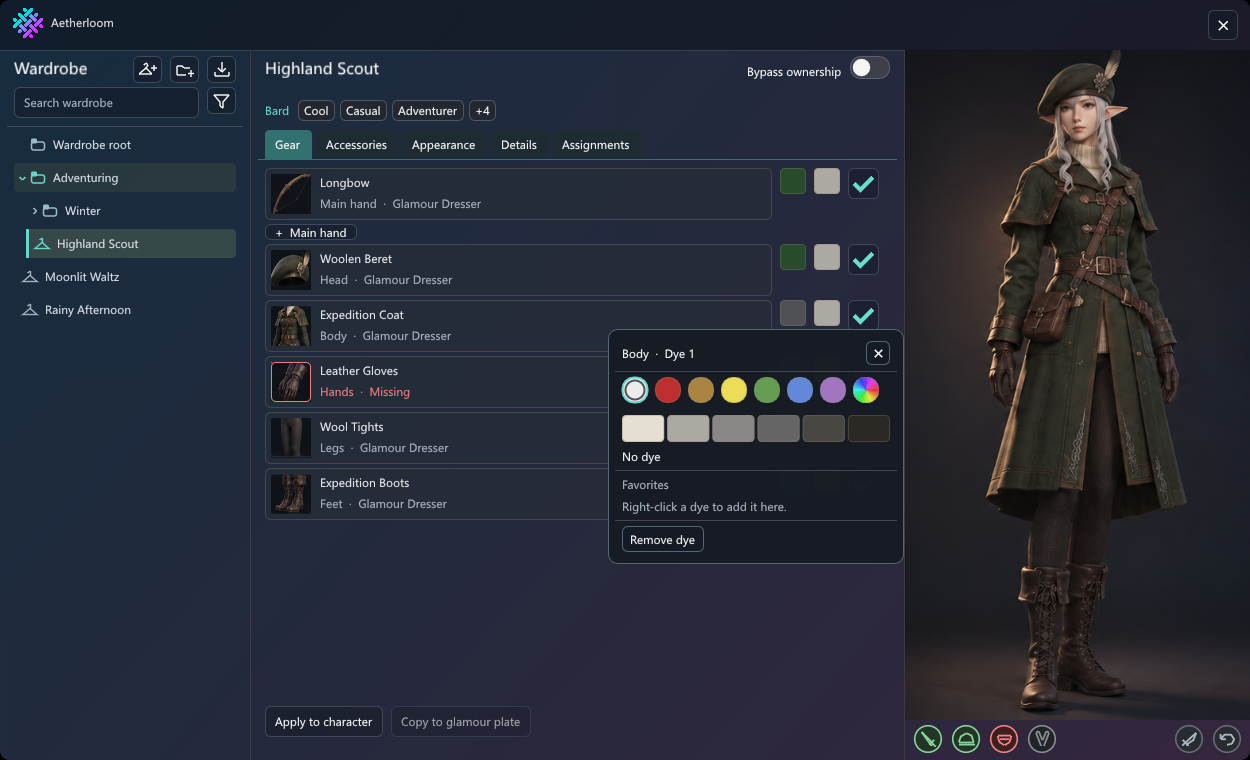 Aetherloom
Wardrobe
Search wardrobe
Wardrobe root
Adventuring
Winter
Highland Scout
Moonlit Waltz
Rainy Afternoon
Highland Scout
Bypass ownership
Bard Cool Casual Adventurer +4
Gear Accessories Appearance Details Assignments
Longbow
Main hand · Glamour Dresser
+ Main hand
Woolen Beret
Head · Glamour Dresser
Expedition Coat
Body · Glamour Dresser
Leather Gloves
Hands · Missing
Wool Tights
Legs · Glamour Dresser
Expedition Boots
Feet · Glamour Dresser
Body · Dye 1
No dye
Favorites
Right-click a dye to add it here.
Remove dye
Apply to character
Copy to glamour plate